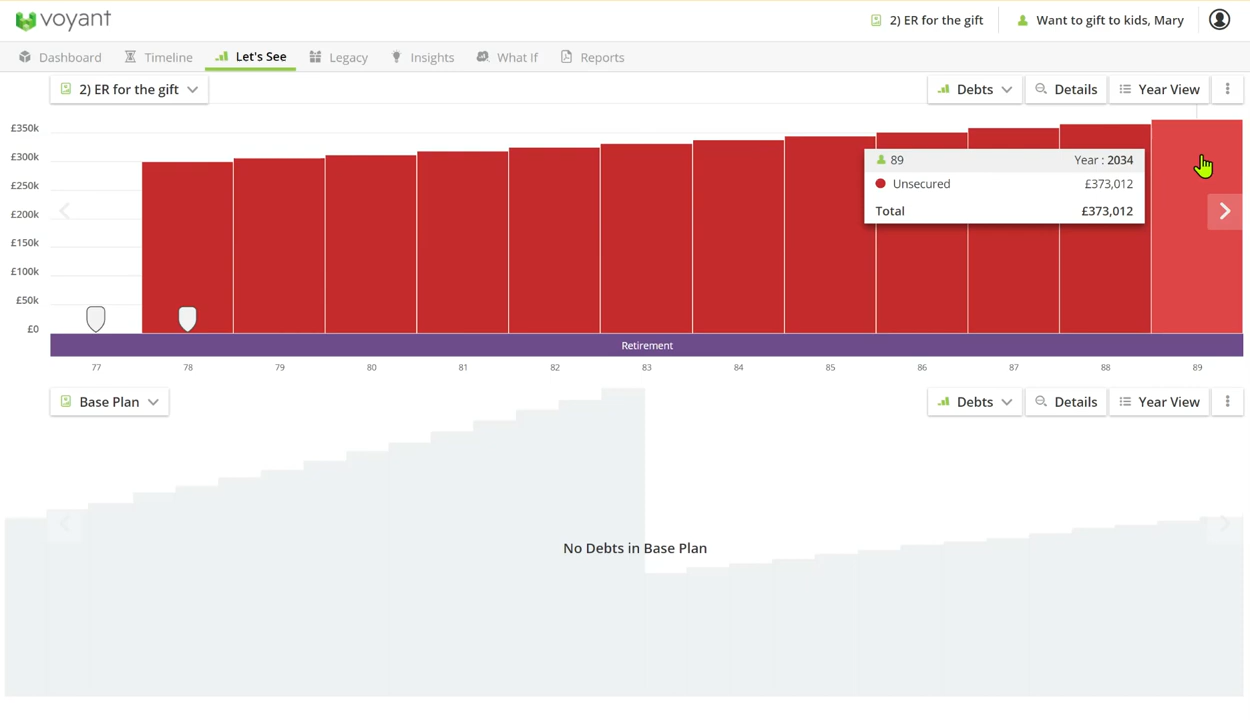 voyant
2) ER for the gift
Want to gift to kids, Mary
Dashboard
Timeline
Let's See
Legacy
Insights
What If
Reports
2) ER for the gift
Debts
Details
Year View
£350k
£300k
£250k
£200k
£150k
£100k
£50k
£0
89
Year : 2034
Unsecured
£373,012
Total
£373,012
Retirement
77 78 79 80 81 82 83 84 85 86 87 88 89
Base Plan
Debts
Details
Year View
No Debts in Base Plan